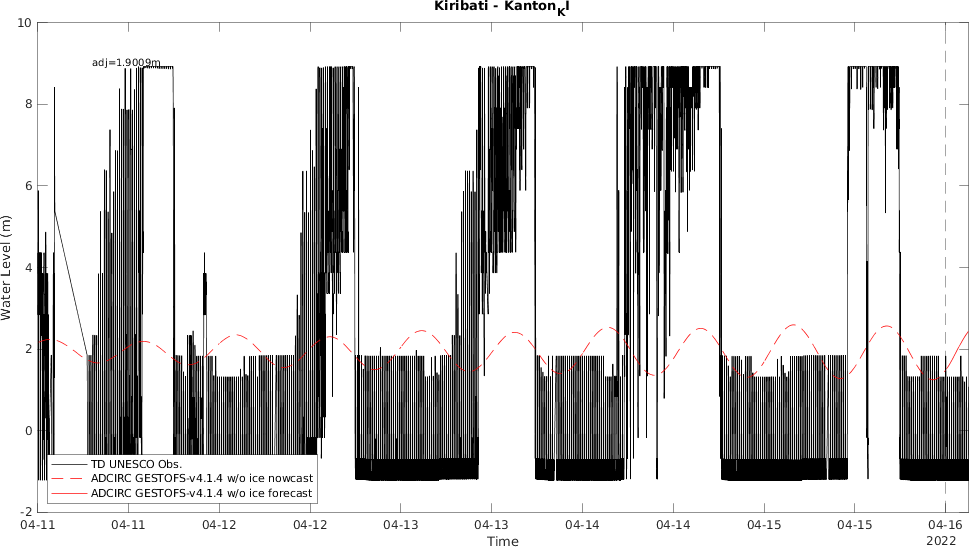 Kiribati - KantonKI
10
adj=1.9009m
8
6
4
2
0
-2
Water Level (m)
TD UNESCO Obs.
ADCIRC GESTOFS-v4.1.4 w/o ice nowcast
ADCIRC GESTOFS-v4.1.4 w/o ice forecast
04-11 04-11 04-12 04-12 04-13 04-13 04-14 04-14 04-15 04-15 04-16
Time
2022